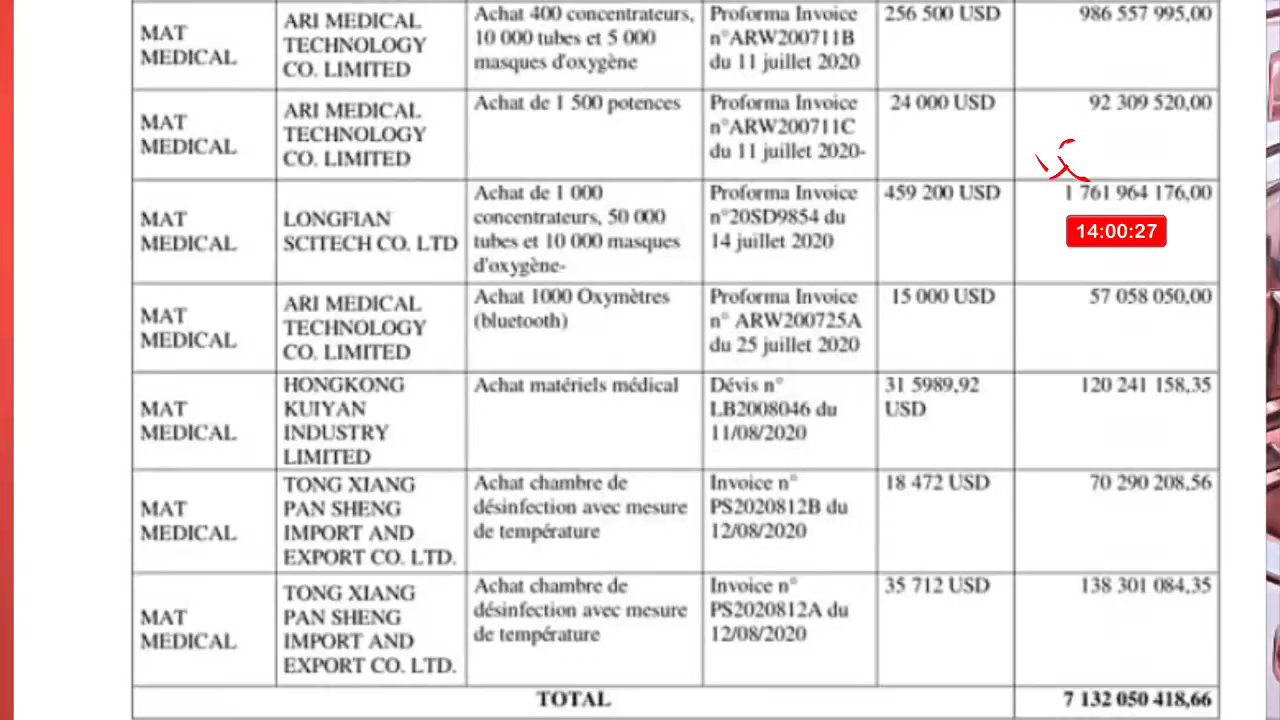 MAT MEDICAL
ARI MEDICAL TECHNOLOGY CO. LIMITED
Achat 400 concentrateurs, 10 000 tubes et 5 000 masques d'oxygène
Proforma Invoice n°ARW200711B du 11 juillet 2020
256 500 USD
986 557 995,00
MAT MEDICAL
ARI MEDICAL TECHNOLOGY CO. LIMITED
Achat de 1 500 potences
Proforma Invoice n°ARW200711C du 11 juillet 2020-
24 000 USD
92 309 520,00
MAT MEDICAL
LONGFIAN SCITECH CO. LTD
Achat de 1 000 concentrateurs, 50 000 tubes et 10 000 masques d'oxygène-
Proforma Invoice n°20SD9854 du 14 juillet 2020
459 200 USD
1 761 964 176,00
14:00:27
MAT MEDICAL
ARI MEDICAL TECHNOLOGY CO. LIMITED
Achat 1000 Oxymètres (bluetooth)
Proforma Invoice n° ARW200725A du 25 juillet 2020
15 000 USD
57 058 050,00
MAT MEDICAL
HONGKONG KUIYAN INDUSTRY LIMITED
Achat matériels médical
Dévis n° LB2008046 du 11/08/2020
31 5989,92 USD
120 241 158,35
MAT MEDICAL
TONG XIANG PAN SHENG IMPORT AND EXPORT CO. LTD.
Achat chambre de désinfection avec mesure de température
Invoice n° PS2020812B du 12/08/2020
18 472 USD
70 290 208,56
MAT MEDICAL
TONG XIANG PAN SHENG IMPORT AND EXPORT CO. LTD.
Achat chambre de désinfection avec mesure de température
Invoice n° PS2020812A du 12/08/2020
35 712 USD
138 301 084,35
TOTAL
7 132 050 418,66